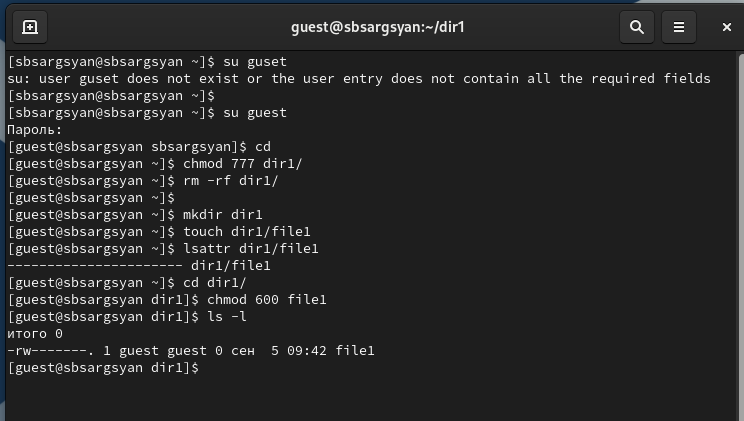 guest@sbsargsyan:~/dir1
[sbsargsyan@sbsargsyan ~]$ su guset
su: user guset does not exist or the user entry does not contain all the required fields
[sbsargsyan@sbsargsyan ~]$
[sbsargsyan@sbsargsyan ~]$ su guest
Пароль:
[guest@sbsargsyan sbsargsyan]$ cd
[guest@sbsargsyan ~]$ chmod 777 dir1/
[guest@sbsargsyan ~]$ rm -rf dir1/
[guest@sbsargsyan ~]$
[guest@sbsargsyan ~]$ mkdir dir1
[guest@sbsargsyan ~]$ touch dir1/file1
[guest@sbsargsyan ~]$ lsattr dir1/file1
---------------------- dir1/file1
[guest@sbsargsyan ~]$ cd dir1/
[guest@sbsargsyan dir1]$ chmod 600 file1
[guest@sbsargsyan dir1]$ ls -l
итого 0
-rw-------. 1 guest guest 0 сен  5 09:42 file1
[guest@sbsargsyan dir1]$